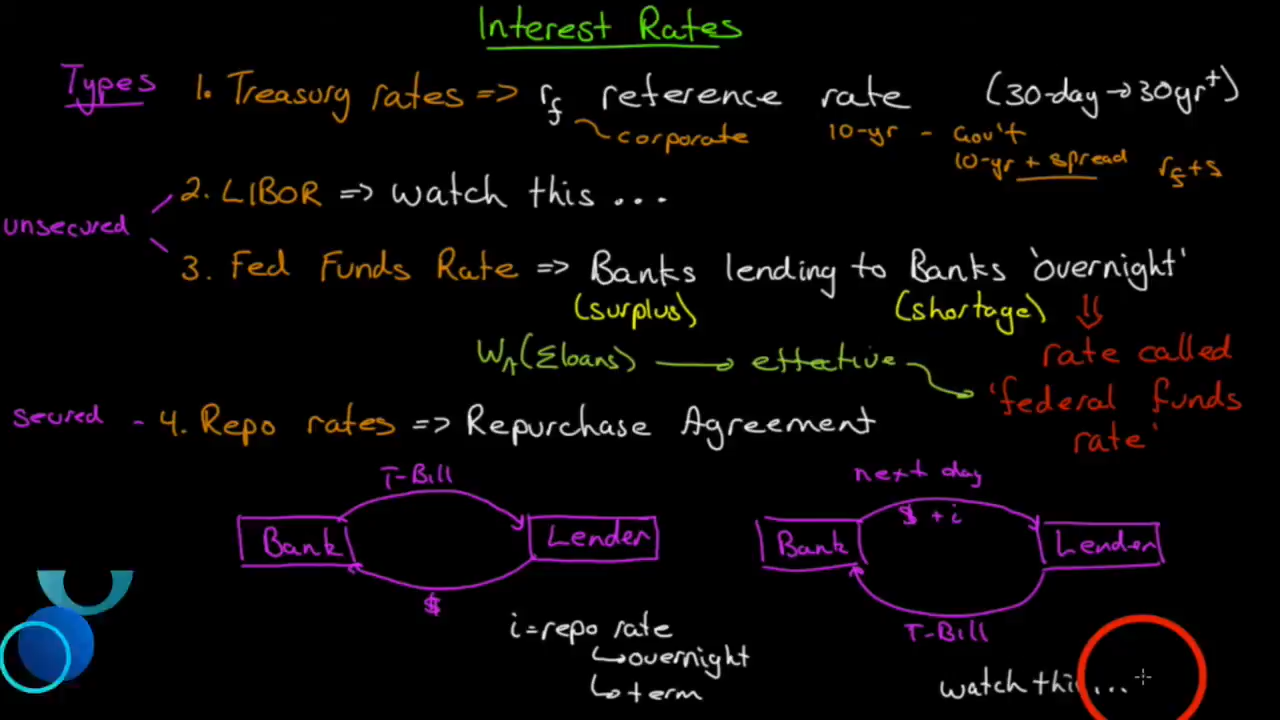 Interest Rates
Types 1. Treasury rates => rf reference rate (30-day → 30yr+)
corporate 10-yr - Gov't
10-yr + spread rf + s
2. LIBOR => watch this ...
unsecured
3. Fed Funds Rate => Banks lending to Banks 'overnight'
(surplus) (shortage)
WA(Σloans) → effective rate called
'federal funds
rate'
secured - 4. Repo rates => Repurchase Agreement
T-Bill next day
$ + i
Bank Lender Bank Lender
$
i = repo rate T-Bill
↳ overnight
↳ term watch this...